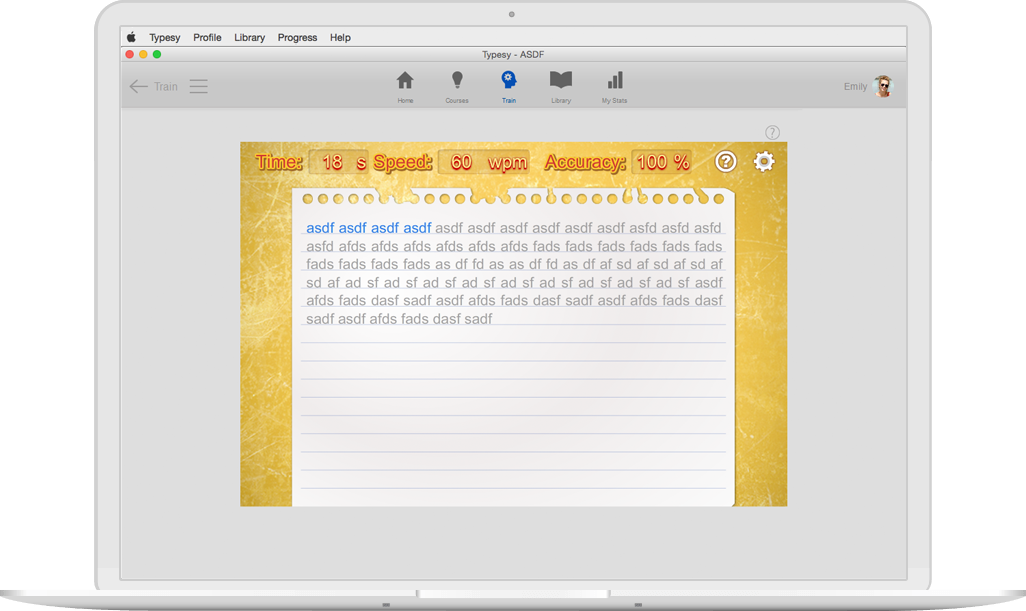 Typesy Profile Library Progress Help
Typesy - ASDF
Train
Home Courses Train Library My Stats
Emily
?
Time: 18 s Speed: 60 wpm Accuracy: 100 % ?
asdf asdf asdf asdf asdf asdf asdf asdf asdf asdf asfd asfd asfd
asfd afds afds afds afds afds afds fads fads fads fads fads fads
fads fads fads fads as df fd as as df fd as df af sd af sd af sd af
sd af ad sf ad sf ad sf ad sf ad sf ad sf ad sf ad sf ad sf asdf
afds fads dasf sadf asdf afds fads dasf sadf asdf afds fads dasf
sadf asdf afds fads dasf sadf